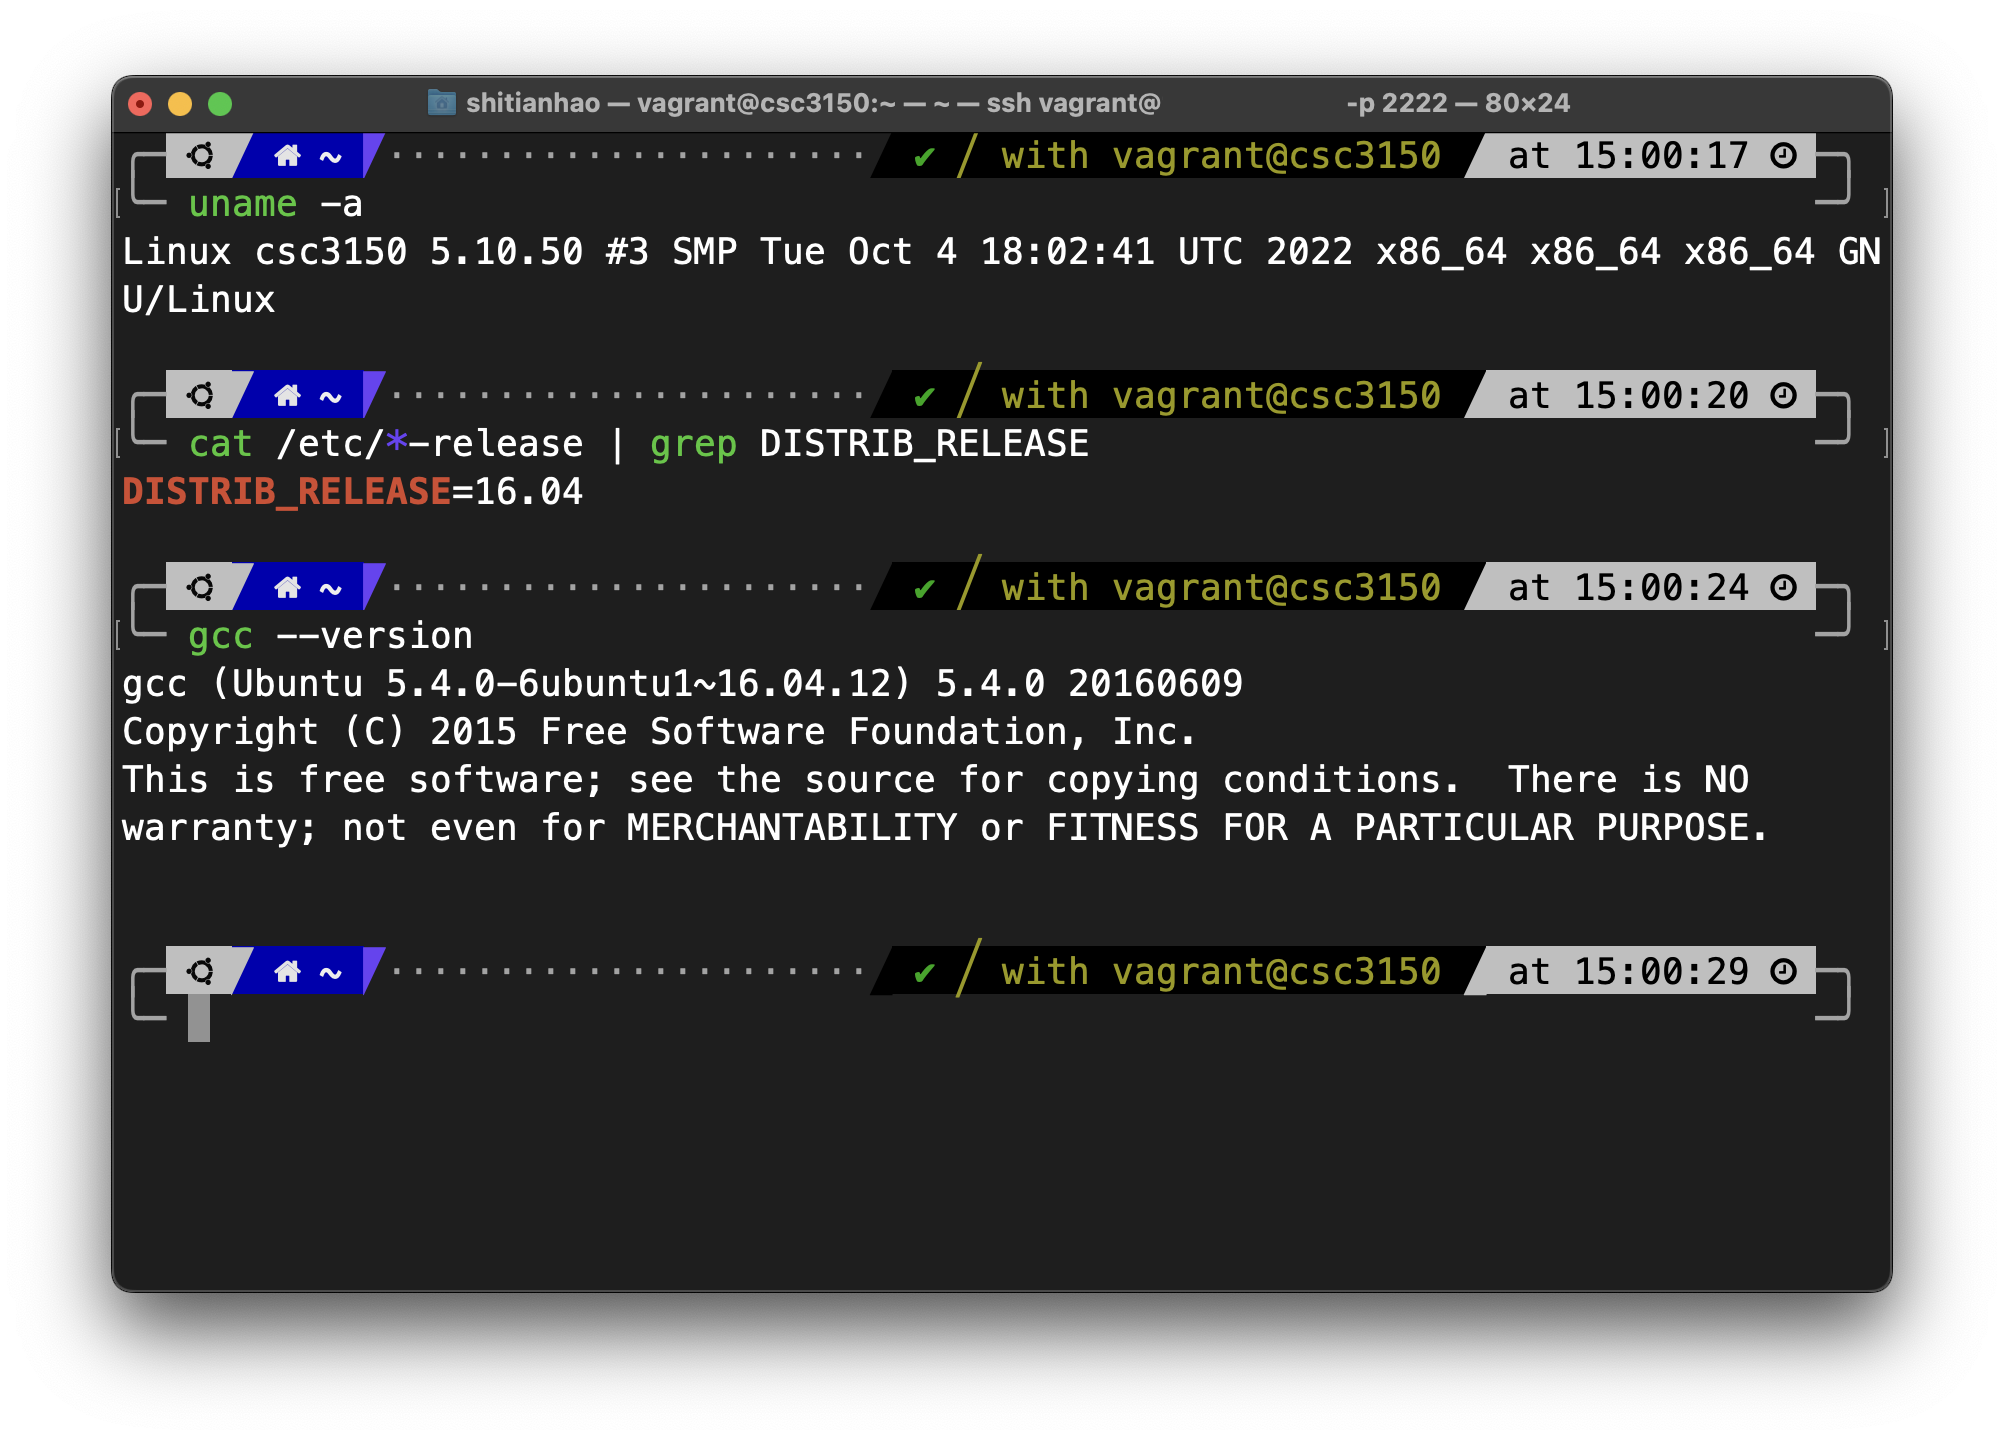 shitianhao — vagrant@csc3150:~ — ~ — ssh vagrant@ -p 2222 — 80×24
~ ······················ ✔ with vagrant@csc3150 at 15:00:17
uname -a
Linux csc3150 5.10.50 #3 SMP Tue Oct 4 18:02:41 UTC 2022 x86_64 x86_64 x86_64 GN
U/Linux
~ ······················ ✔ with vagrant@csc3150 at 15:00:20
cat /etc/*-release | grep DISTRIB_RELEASE
DISTRIB_RELEASE=16.04
~ ······················ ✔ with vagrant@csc3150 at 15:00:24
gcc --version
gcc (Ubuntu 5.4.0-6ubuntu1~16.04.12) 5.4.0 20160609
Copyright (C) 2015 Free Software Foundation, Inc.
This is free software; see the source for copying conditions.  There is NO
warranty; not even for MERCHANTABILITY or FITNESS FOR A PARTICULAR PURPOSE.
~ ······················ ✔ with vagrant@csc3150 at 15:00:29